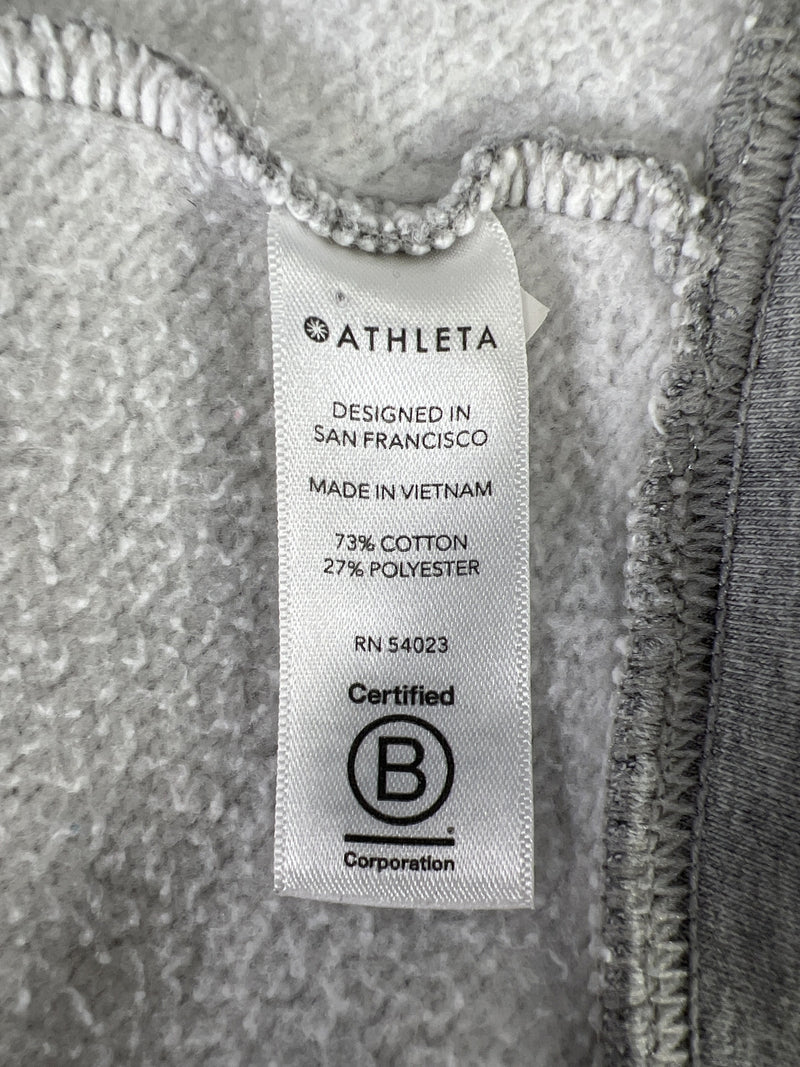 ATHLETA
DESIGNED IN
SAN FRANCISCO
MADE IN VIETNAM
73% COTTON
27% POLYESTER
RN 54023
Certified
B
Corporation